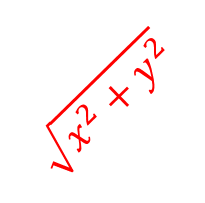 √(x² + y²)